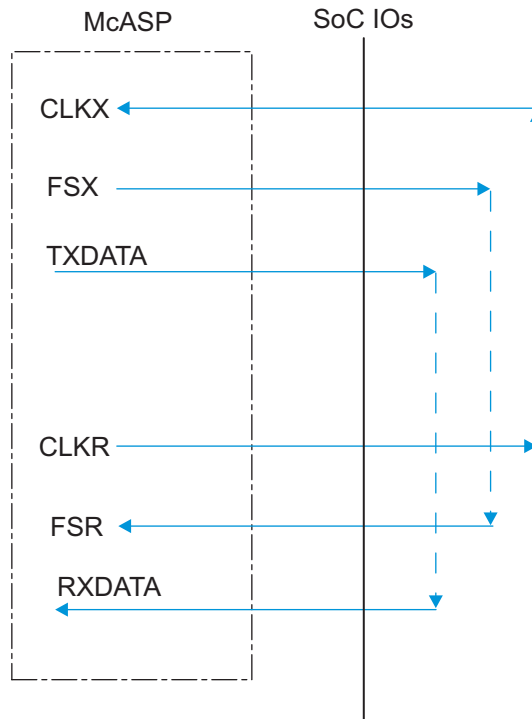 McASP
SoC IOs
CLKX
FSX
TXDATA
CLKR
FSR
RXDATA